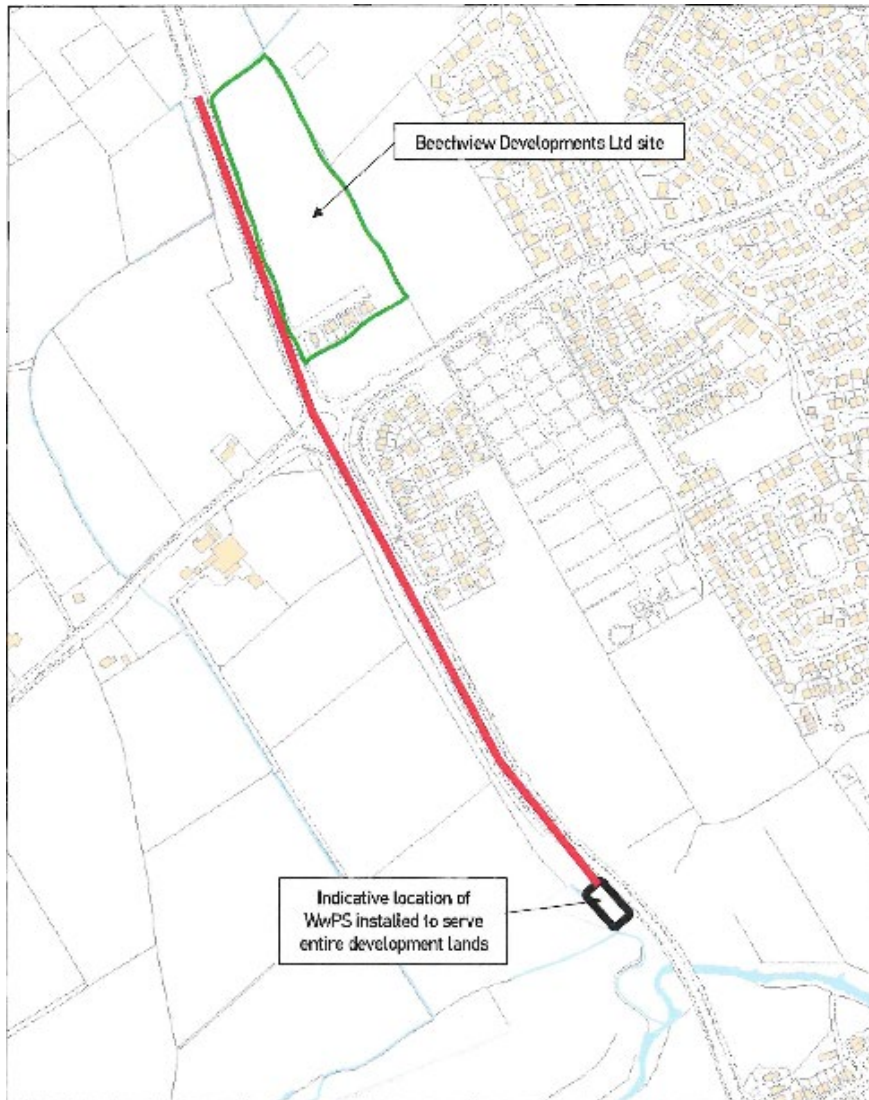 Beechview Developments Ltd site
Indicative location of
WwPS installed to serve
entire development lands